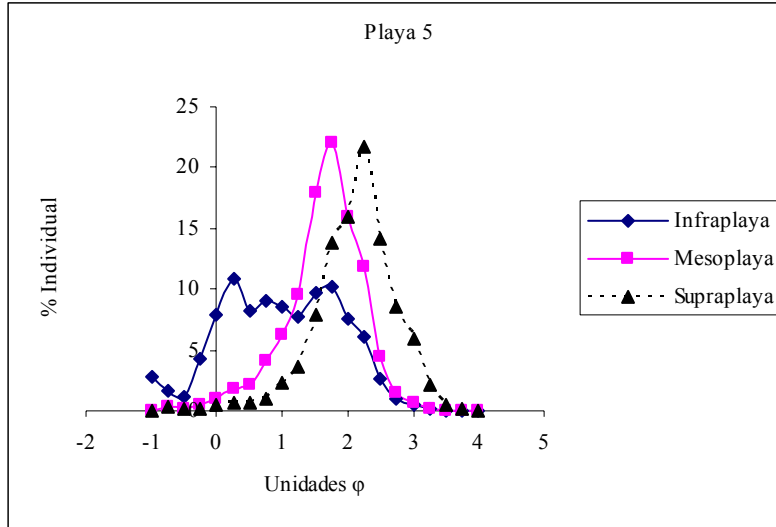 Playa 5
25
20
15
10
5
0
-2 -1 0 1 2 3 4 5
% Individual
Unidades φ
Infraplaya
Mesoplaya
Supraplaya